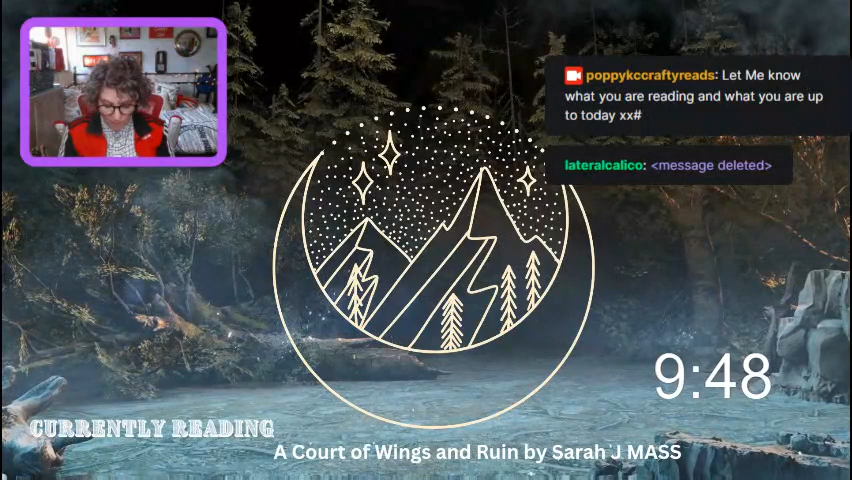 poppykccraftyreads: Let Me know
what you are reading and what you are up
to today xx#
lateralcalico: <message deleted>
9:48
CURRENTLY READING
A Court of Wings and Ruin by Sarah J MASS